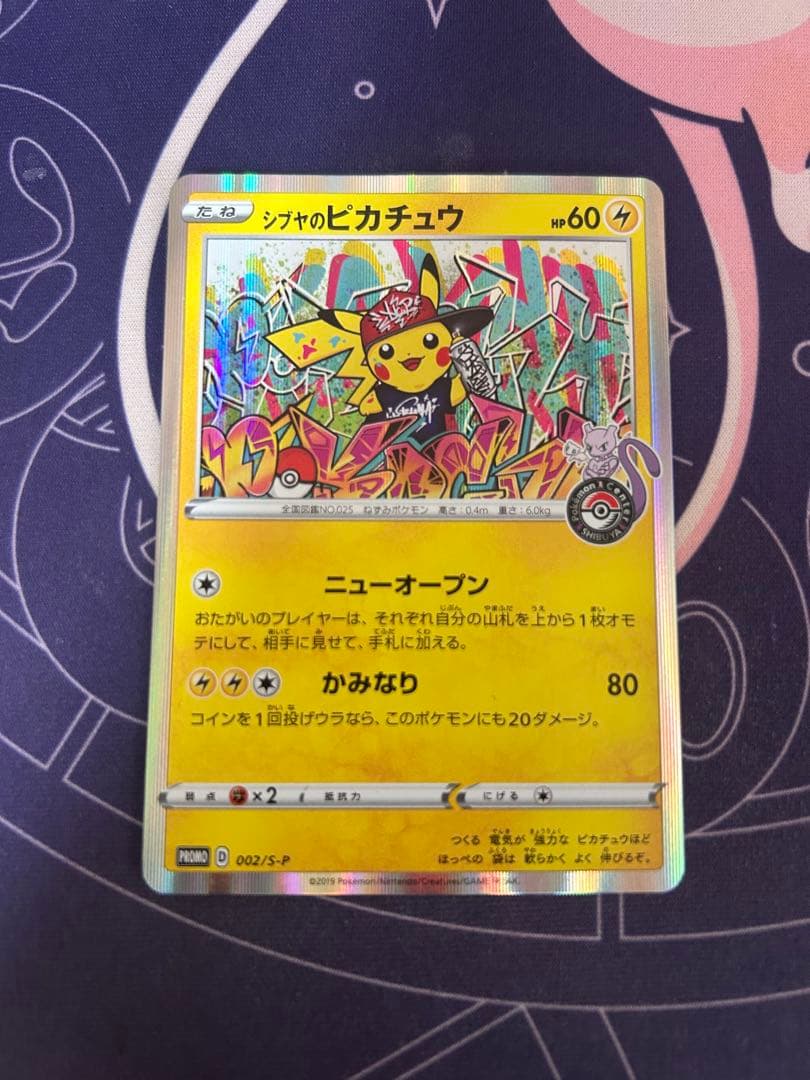 たね シブヤのピカチュウ HP60
Pokémon Center
SHIBUYA
全国図鑑NO.025 ねずみポケモン 高さ:0.4m 重さ:6.0kg
ニューオープン
おたがいのプレイヤーは、それぞれ自分の山札を上から1枚オモ
テにして、相手に見せて、手札に加える。
かみなり 80
コインを1回投げウラなら、このポケモンにも20ダメージ。
弱点 ×2 抵抗力 にげる
つくる 電気が 強力な ピカチュウほど
ほっぺの 袋は 軟らかく よく 伸びるぞ。
PROMO D 002/S-P
©2019 Pokémon/Nintendo/Creatures/GAME FREAK.